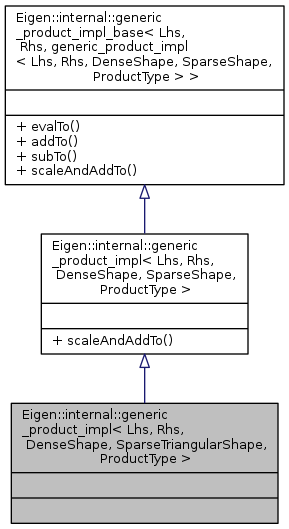 Eigen::internal::generic
_product_impl_base< Lhs,
Rhs, generic_product_impl
< Lhs, Rhs, DenseShape, SparseShape,
ProductType > >
+ evalTo()
+ addTo()
+ subTo()
+ scaleAndAddTo()
Eigen::internal::generic
_product_impl< Lhs, Rhs,
DenseShape, SparseShape,
ProductType >
+ scaleAndAddTo()
Eigen::internal::generic
_product_impl< Lhs, Rhs,
DenseShape, SparseTriangularShape,
ProductType >